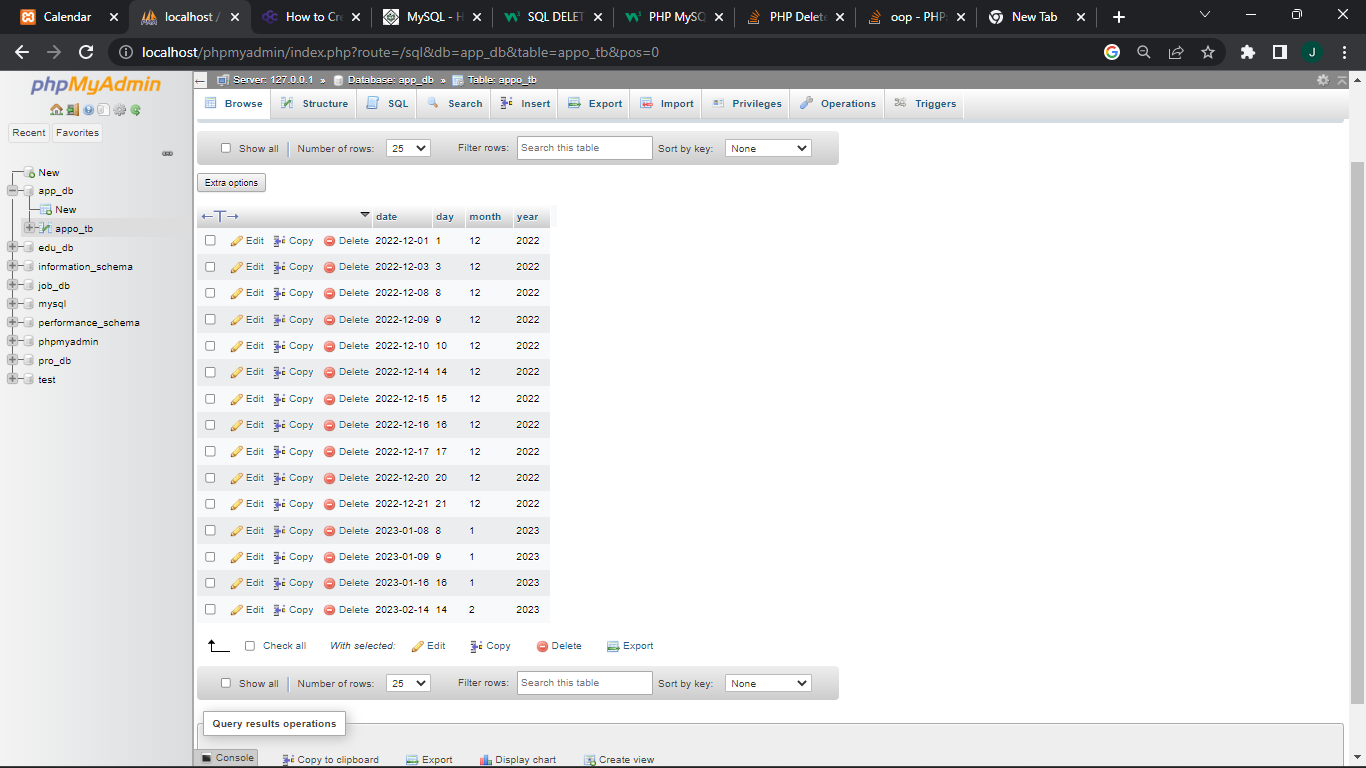 Calendar localhost / How to Cre MySQL - H SQL DELET PHP MySQ PHP Delete oop - PHP New Tab
localhost/phpmyadmin/index.php?route=/sql&db=app_db&table=appo_tb&pos=0 J
phpMyAdmin
Recent Favorites
New
app_db
New
appo_tb
edu_db
information_schema
job_db
mysql
performance_schema
phpmyadmin
pro_db
test
Server: 127.0.0.1 » Database: app_db » Table: appo_tb
Browse Structure SQL Search Insert Export Import Privileges Operations Triggers
Show all Number of rows: 25 Filter rows: Search this table Sort by key: None
Extra options
←T→ date day month year
Edit Copy Delete 2022-12-01 1 12 2022
Edit Copy Delete 2022-12-03 3 12 2022
Edit Copy Delete 2022-12-08 8 12 2022
Edit Copy Delete 2022-12-09 9 12 2022
Edit Copy Delete 2022-12-10 10 12 2022
Edit Copy Delete 2022-12-14 14 12 2022
Edit Copy Delete 2022-12-15 15 12 2022
Edit Copy Delete 2022-12-16 16 12 2022
Edit Copy Delete 2022-12-17 17 12 2022
Edit Copy Delete 2022-12-20 20 12 2022
Edit Copy Delete 2022-12-21 21 12 2022
Edit Copy Delete 2023-01-08 8 1 2023
Edit Copy Delete 2023-01-09 9 1 2023
Edit Copy Delete 2023-01-16 16 1 2023
Edit Copy Delete 2023-02-14 14 2 2023
Check all With selected: Edit Copy Delete Export
Show all Number of rows: 25 Filter rows: Search this table Sort by key: None
Query results operations
Console Copy to clipboard Export Display chart Create view